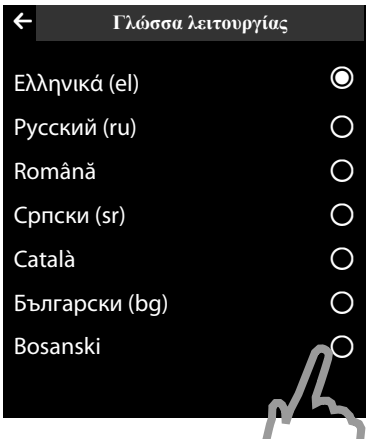 Γλώσσα λειτουργίας
Ελληνικά (el)
Русский (ru)
Română
Српски (sr)
Català
Български (bg)
Bosanski